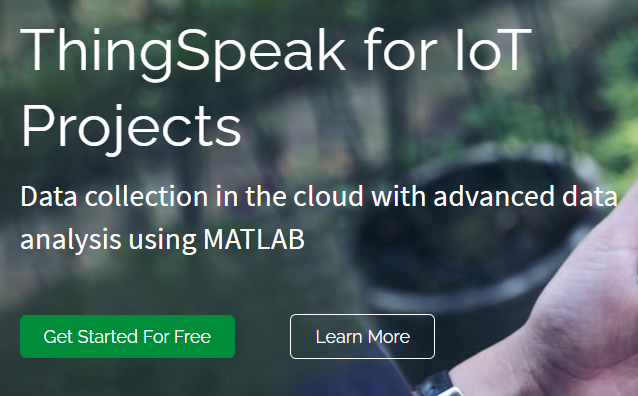 ThingSpeak for IoT
Projects
Data collection in the cloud with advanced data
analysis using MATLAB
Get Started For Free
Learn More